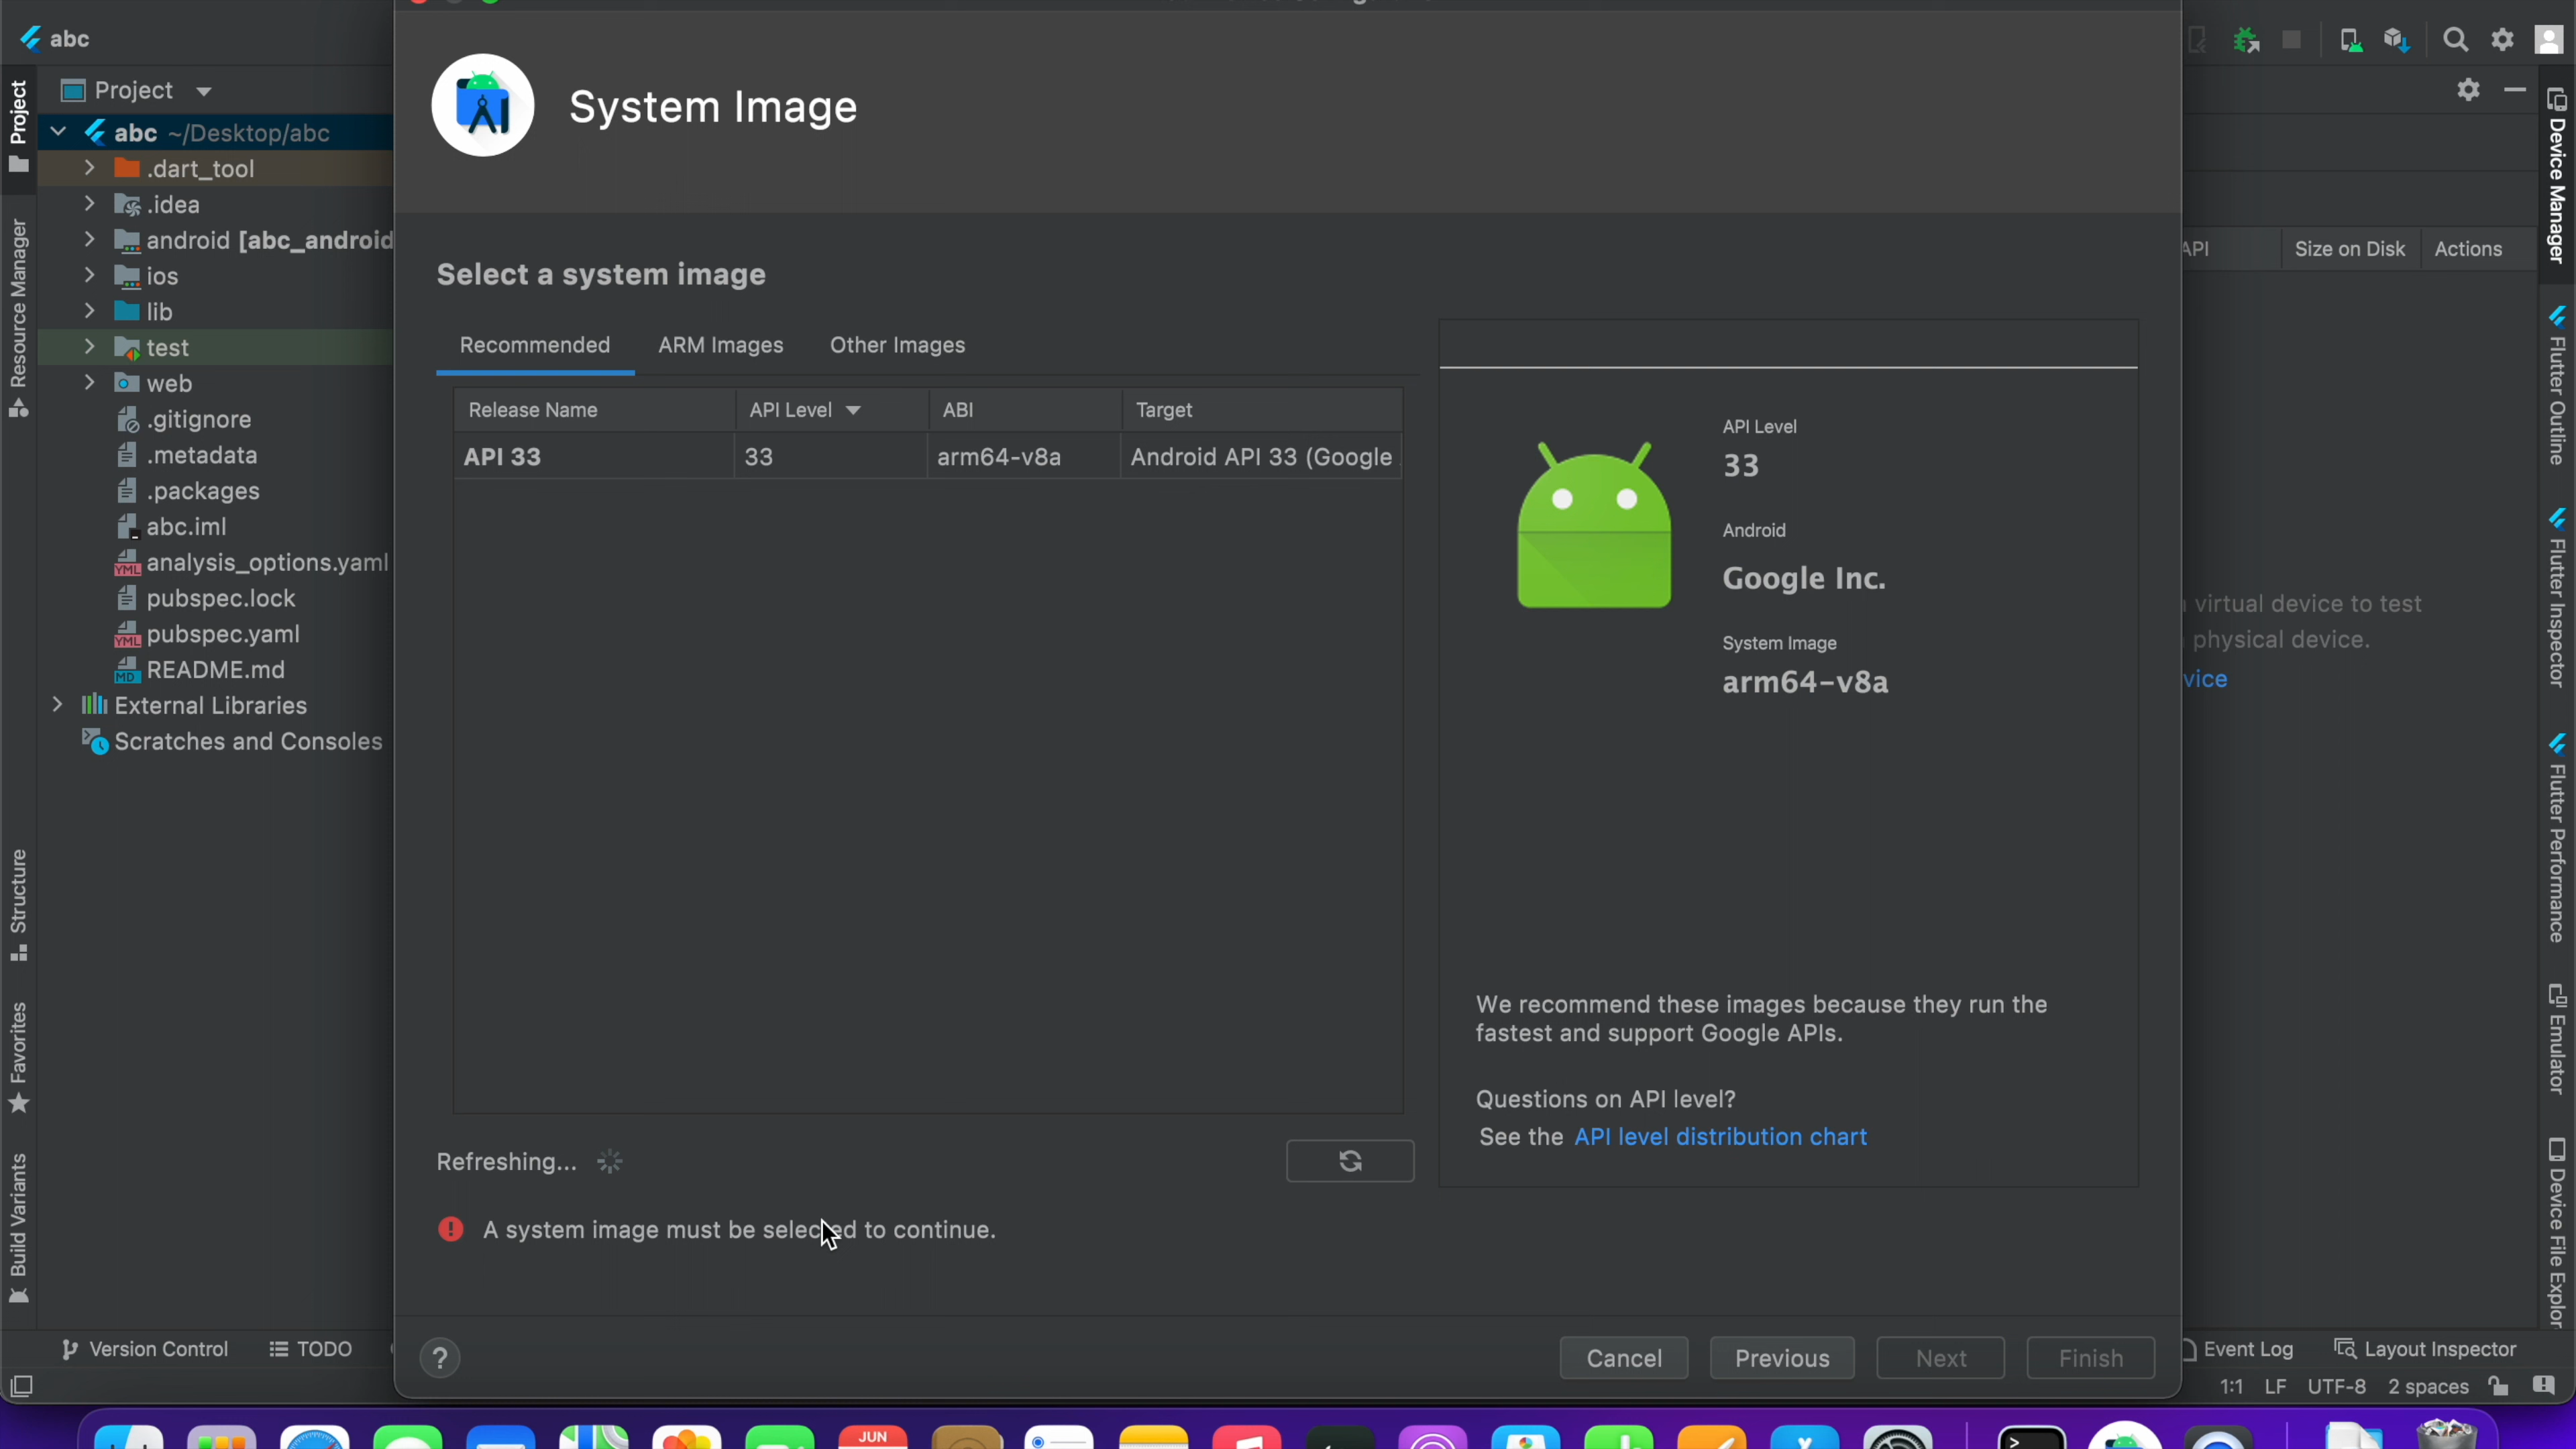 abc
System Image
Project
abc ~/Desktop/abc
.dart_tool
.idea
android [abc_android
ios
lib
test
web
.gitignore
.metadata
.packages
abc.iml
analysis_options.yaml
pubspec.lock
pubspec.yaml
README.md
External Libraries
Scratches and Consoles
Project
Resource Manager
Structure
Favorites
Build Variants
Select a system image
Recommended ARM Images Other Images
Release Name API Level ABI Target
API 33 33 arm64-v8a Android API 33 (Google
API Level
33
Android
Google Inc.
System Image
arm64-v8a
We recommend these images because they run the
fastest and support Google APIs.
Questions on API level?
See the API level distribution chart
Refreshing...
A system image must be selected to continue.
? Cancel Previous Next Finish
API Size on Disk Actions
virtual device to test
physical device.
vice
Device Manager
Flutter Outline
Flutter Inspector
Flutter Performance
Emulator
Device File Explor
Version Control TODO
Event Log Layout Inspector
1:1 LF UTF-8 2 spaces
JUN